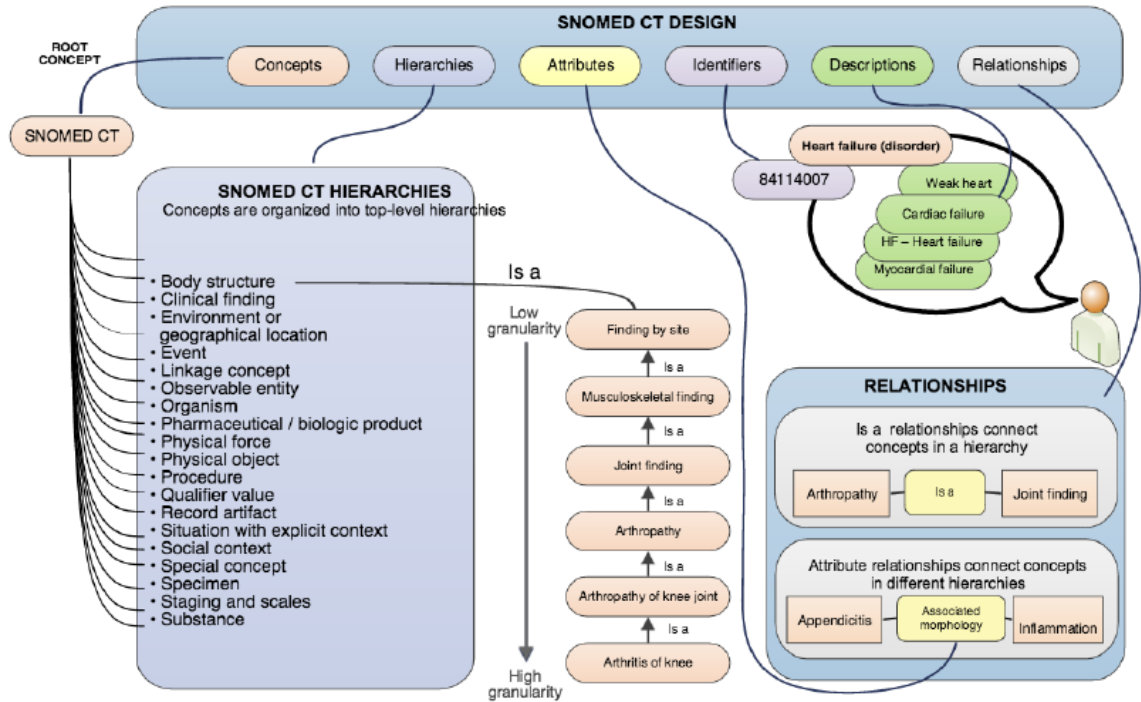 SNOMED CT DESIGN
ROOT
CONCEPT
Concepts
Hierarchies
Attributes
Identifiers
Descriptions
Relationships
SNOMED CT
SNOMED CT HIERARCHIES
Concepts are organized into top-level hierarchies
• Body structure
• Clinical finding
• Environment or
geographical location
• Event
• Linkage concept
• Observable entity
• Organism
• Pharmaceutical / biologic product
• Physical force
• Physical object
• Procedure
• Qualifier value
• Record artifact
• Situation with explicit context
• Social context
• Special concept
• Specimen
• Staging and scales
• Substance
Is a
Low
granularity
High
granularity
Finding by site
Is a
Musculoskeletal finding
Is a
Joint finding
Is a
Arthropathy
Is a
Arthropathy of knee joint
Is a
Arthritis of knee
Heart failure (disorder)
84114007
Weak heart
Cardiac failure
HF – Heart failure
Myocardial failure
RELATIONSHIPS
Is a relationships connect
concepts in a hierarchy
Arthropathy
Is a
Joint finding
Attribute relationships connect concepts
in different hierarchies
Appendicitis
Associated
morphology
Inflammation